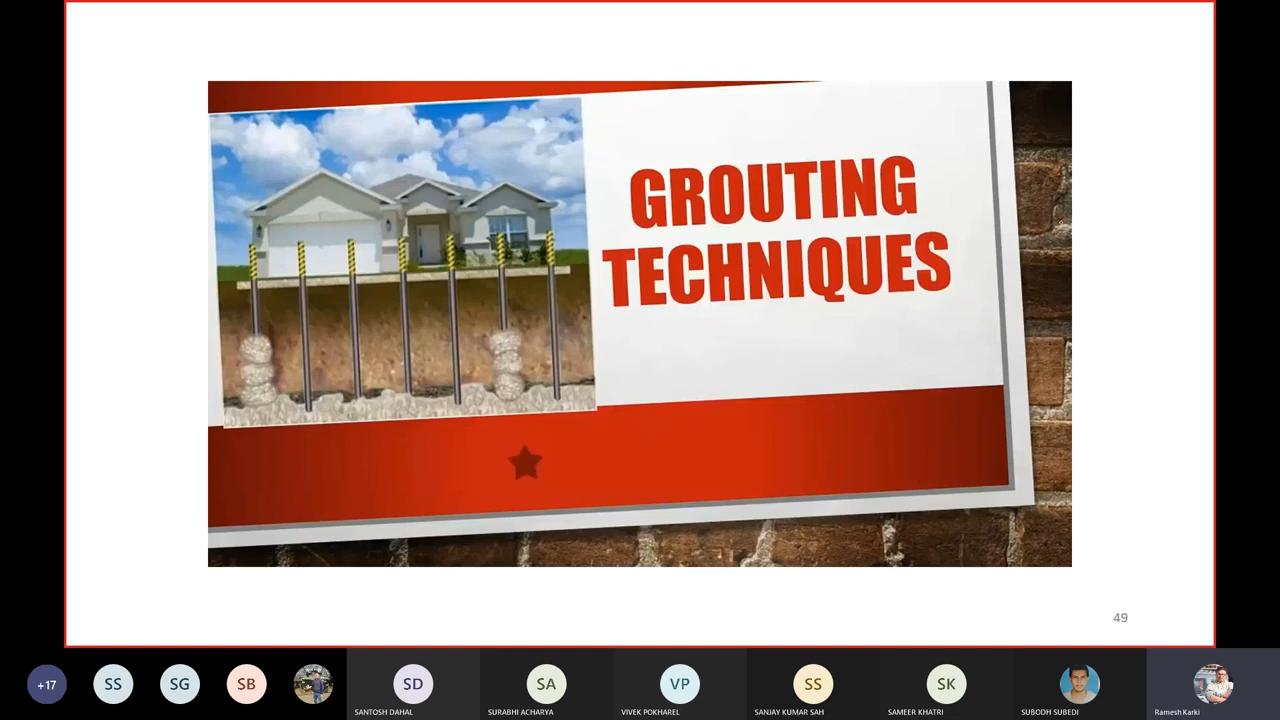 GROUTING
TECHNIQUES
49
+17
SS
SG
SB
SD
SANTOSH DAHAL
SA
SURABHI ACHARYA
VP
VIVEK POKHAREL
SS
SANJAY KUMAR SAH
SK
SAMEER KHATRI
SUBODH SUBEDI
Ramesh Karki